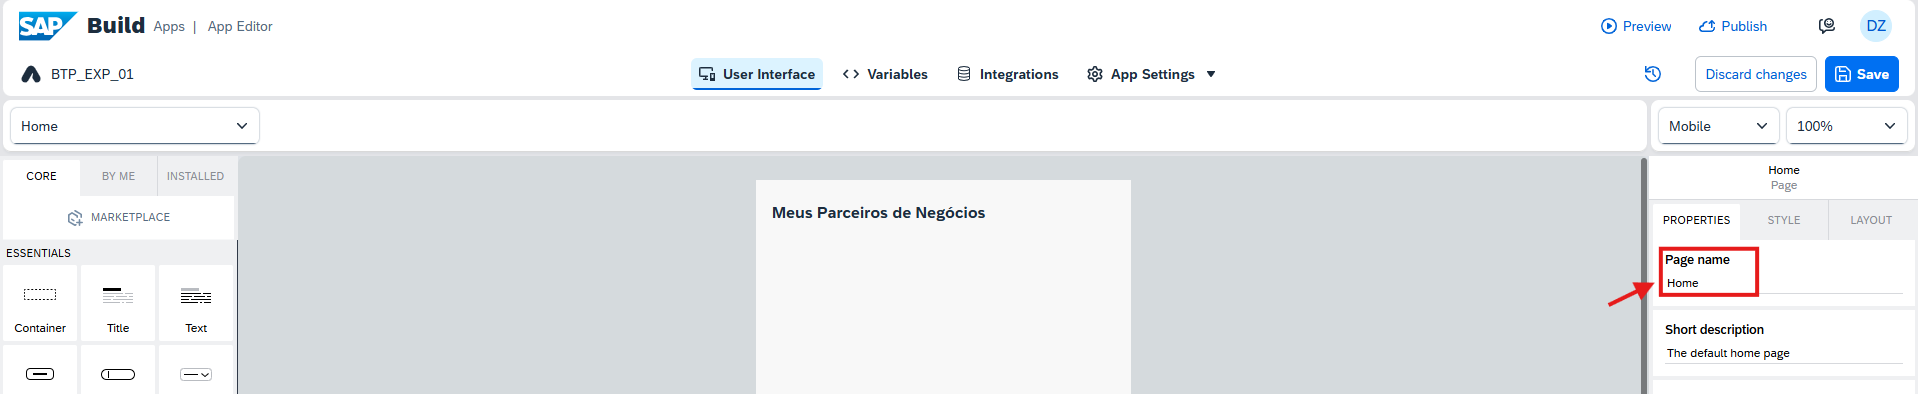 SAP Build Apps | App Editor
Preview Publish DZ
BTP_EXP_01
User Interface Variables Integrations App Settings
Discard changes Save
Home
Mobile 100%
CORE BY ME INSTALLED
MARKETPLACE
ESSENTIALS
Container Title Text
Meus Parceiros de Negócios
Home
Page
PROPERTIES STYLE LAYOUT
Page name
Home
Short description
The default home page